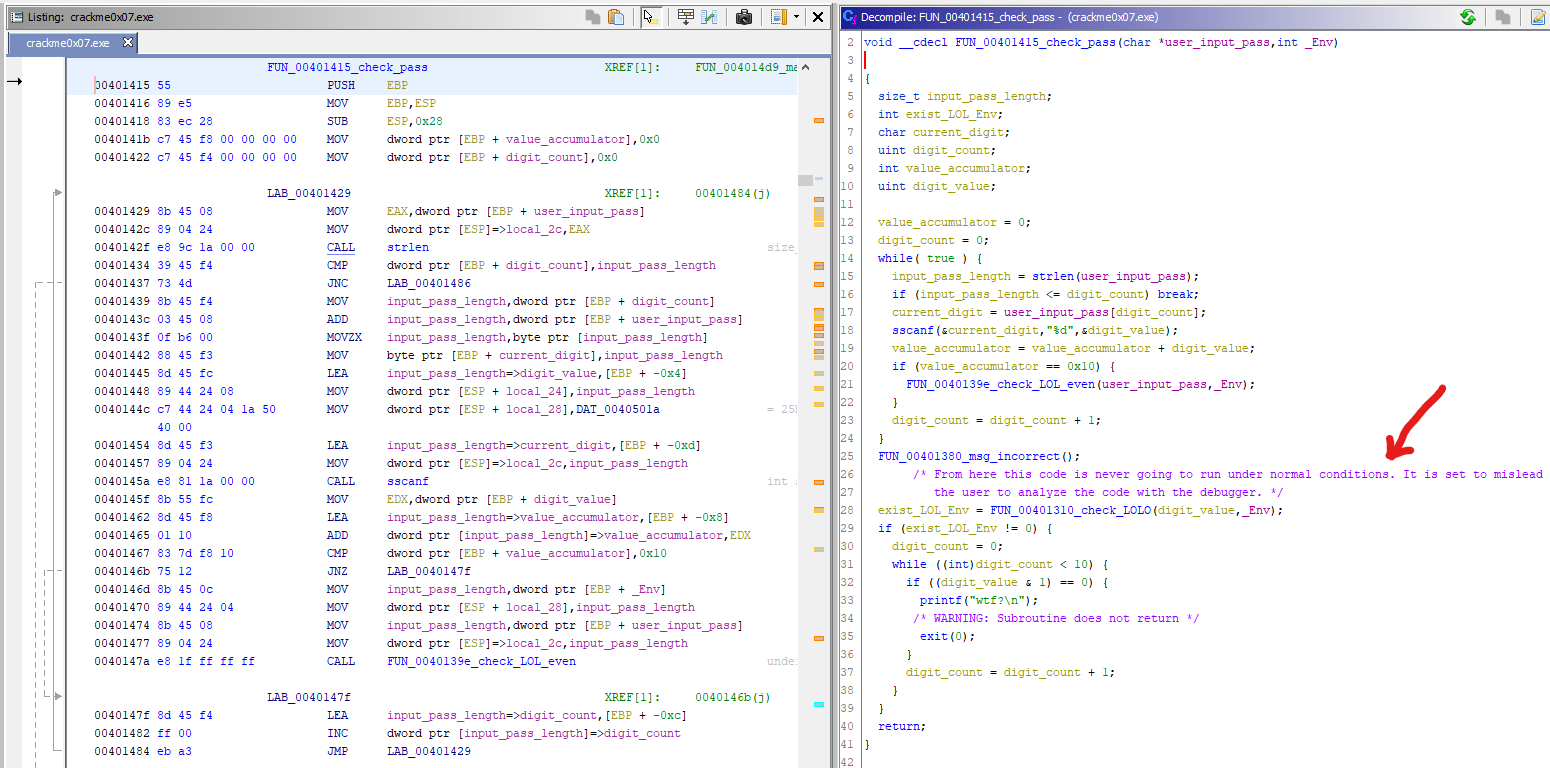 Listing: crackme0x07.exe
crackme0x07.exe
FUN_00401415_check_pass XREF[1]: FUN_004014d9_ma
00401415 55 PUSH EBP
00401416 89 e5 MOV EBP,ESP
00401418 83 ec 28 SUB ESP,0x28
0040141b c7 45 f8 00 00 00 00 MOV dword ptr [EBP + value_accumulator],0x0
00401422 c7 45 f4 00 00 00 00 MOV dword ptr [EBP + digit_count],0x0
LAB_00401429 XREF[1]: 00401484(j)
00401429 8b 45 08 MOV EAX,dword ptr [EBP + user_input_pass]
0040142c 89 04 24 MOV dword ptr [ESP]=>local_2c,EAX
0040142f e8 9c 1a 00 00 CALL strlen size_
00401434 39 45 f4 CMP dword ptr [EBP + digit_count],input_pass_length
00401437 73 4d JNC LAB_00401486
00401439 8b 45 f4 MOV input_pass_length,dword ptr [EBP + digit_count]
0040143c 03 45 08 ADD input_pass_length,dword ptr [EBP + user_input_pass]
0040143f 0f b6 00 MOVZX input_pass_length,byte ptr [input_pass_length]
00401442 88 45 f3 MOV byte ptr [EBP + current_digit],input_pass_length
00401445 8d 45 fc LEA input_pass_length=>digit_value,[EBP + -0x4]
00401448 89 44 24 08 MOV dword ptr [ESP + local_24],input_pass_length
0040144c c7 44 24 04 1a 50 MOV dword ptr [ESP + local_28],DAT_0040501a = 25h
40 00
00401454 8d 45 f3 LEA input_pass_length=>current_digit,[EBP + -0xd]
00401457 89 04 24 MOV dword ptr [ESP]=>local_2c,input_pass_length
0040145a e8 81 1a 00 00 CALL sscanf int
0040145f 8b 55 fc MOV EDX,dword ptr [EBP + digit_value]
00401462 8d 45 f8 LEA input_pass_length=>value_accumulator,[EBP + -0x8]
00401465 01 10 ADD dword ptr [input_pass_length]=>value_accumulator,EDX
00401467 83 7d f8 10 CMP dword ptr [EBP + value_accumulator],0x10
0040146b 75 12 JNZ LAB_0040147f
0040146d 8b 45 0c MOV input_pass_length,dword ptr [EBP + _Env]
00401470 89 44 24 04 MOV dword ptr [ESP + local_28],input_pass_length
00401474 8b 45 08 MOV input_pass_length,dword ptr [EBP + user_input_pass]
00401477 89 04 24 MOV dword ptr [ESP]=>local_2c,input_pass_length
0040147a e8 1f ff ff ff CALL FUN_0040139e_check_LOL_even unde
LAB_0040147f XREF[1]: 0040146b(j)
0040147f 8d 45 f4 LEA input_pass_length=>digit_count,[EBP + -0xc]
00401482 ff 00 INC dword ptr [input_pass_length]=>digit_count
00401484 eb a3 JMP LAB_00401429
Decompile: FUN_00401415_check_pass - (crackme0x07.exe)
2 void __cdecl FUN_00401415_check_pass(char *user_input_pass,int _Env)
3
4 {
5 size_t input_pass_length;
6 int exist_LOL_Env;
7 char current_digit;
8 uint digit_count;
9 int value_accumulator;
10 uint digit_value;
11
12 value_accumulator = 0;
13 digit_count = 0;
14 while( true ) {
15 input_pass_length = strlen(user_input_pass);
16 if (input_pass_length <= digit_count) break;
17 current_digit = user_input_pass[digit_count];
18 sscanf(&current_digit,"%d",&digit_value);
19 value_accumulator = value_accumulator + digit_value;
20 if (value_accumulator == 0x10) {
21 FUN_0040139e_check_LOL_even(user_input_pass,_Env);
22 }
23 digit_count = digit_count + 1;
24 }
25 FUN_00401380_msg_incorrect();
26 /* From here this code is never going to run under normal conditions. It is set to mislead
27 the user to analyze the code with the debugger. */
28 exist_LOL_Env = FUN_00401310_check_LOLO(digit_value,_Env);
29 if (exist_LOL_Env != 0) {
30 digit_count = 0;
31 while ((int)digit_count < 10) {
32 if ((digit_value & 1) == 0) {
33 printf("wtf?\n");
34 /* WARNING: Subroutine does not return */
35 exit(0);
36 }
37 digit_count = digit_count + 1;
38 }
39 }
40 return;
41 }
42